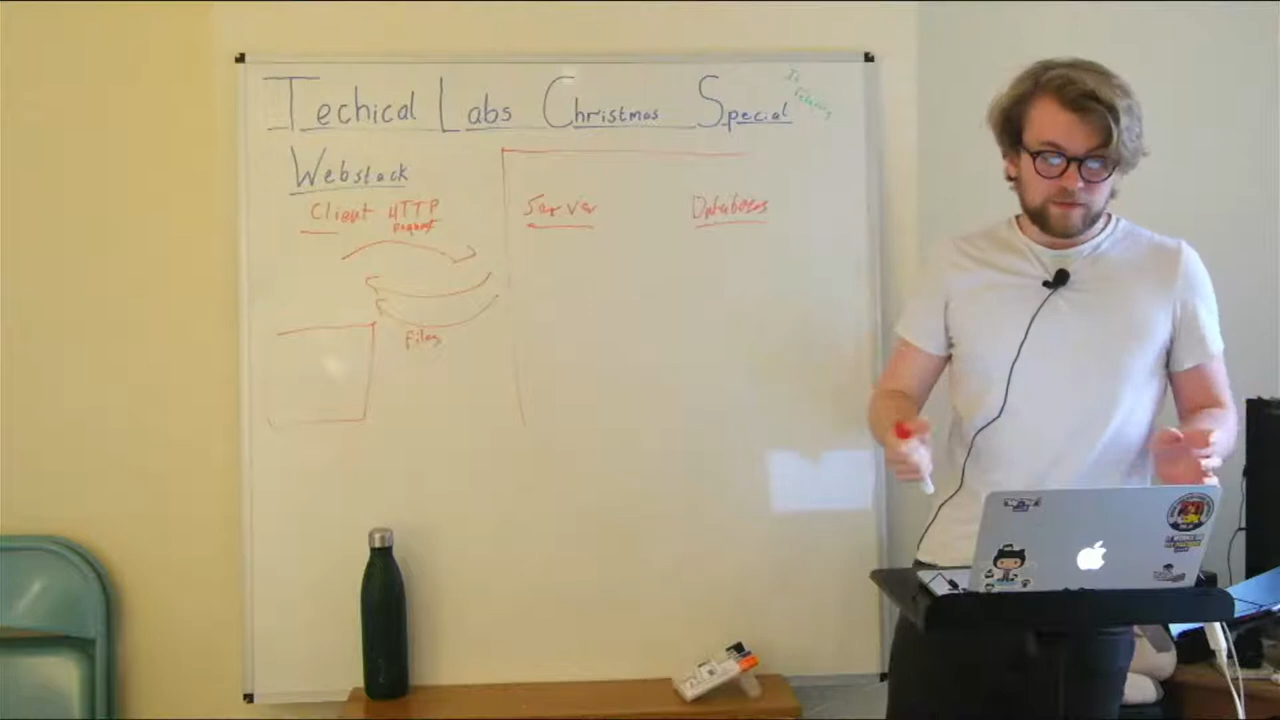 Techical Labs Christmas Special
Webstack
Client HTTP
request
Server
Databases
Files